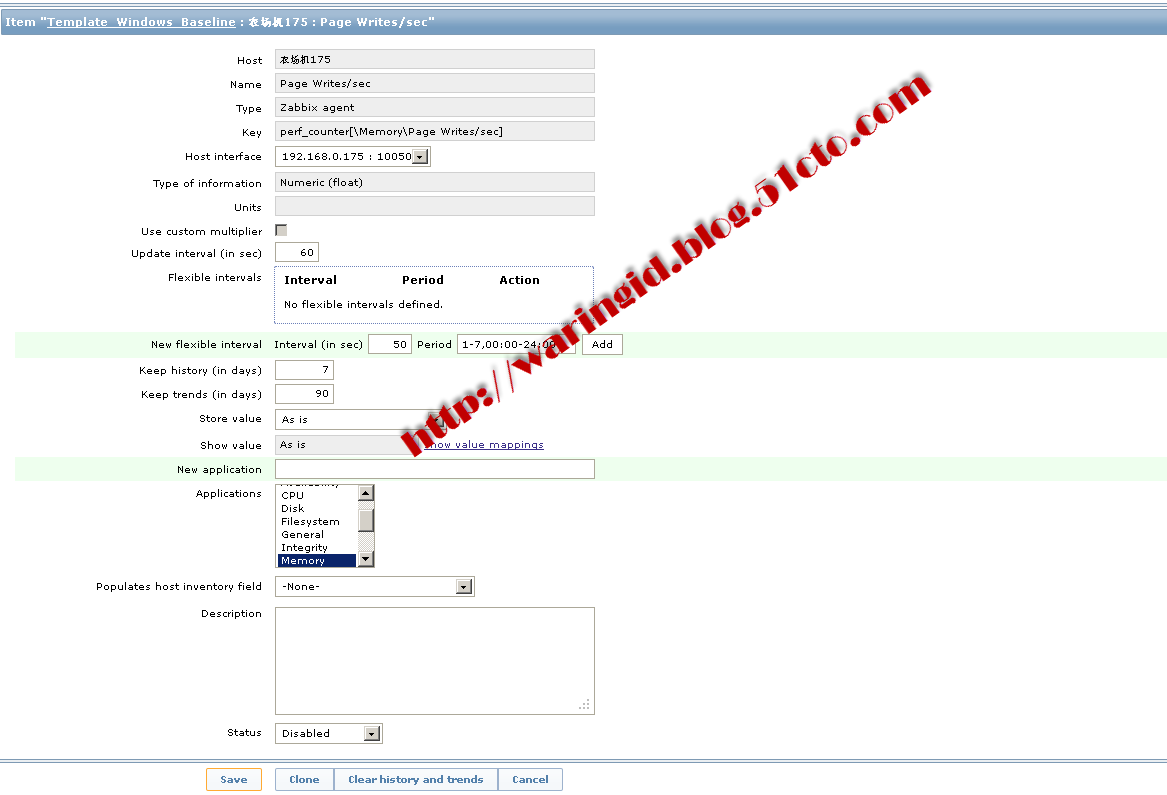 Item "Template_Windows_Baseline : 农场机175 : Page Writes/sec"
Host 农场机175
Name Page Writes/sec
Type Zabbix agent
Key perf_counter[\Memory\Page Writes/sec]
Host interface 192.168.0.175 : 10050
Type of information Numeric (float)
Units
Use custom multiplier
Update interval (in sec) 60
Flexible intervals Interval Period Action
No flexible intervals defined.
New flexible interval Interval (in sec) 50 Period 1-7,00:00-24:00 Add
Keep history (in days) 7
Keep trends (in days) 90
Store value As is
Show value As is show value mappings
New application
Applications
CPU
Disk
Filesystem
General
Integrity
Memory
Populates host inventory field -None-
Description
Status Disabled
Save Clone Clear history and trends Cancel
http://waringid.blog.51cto.com